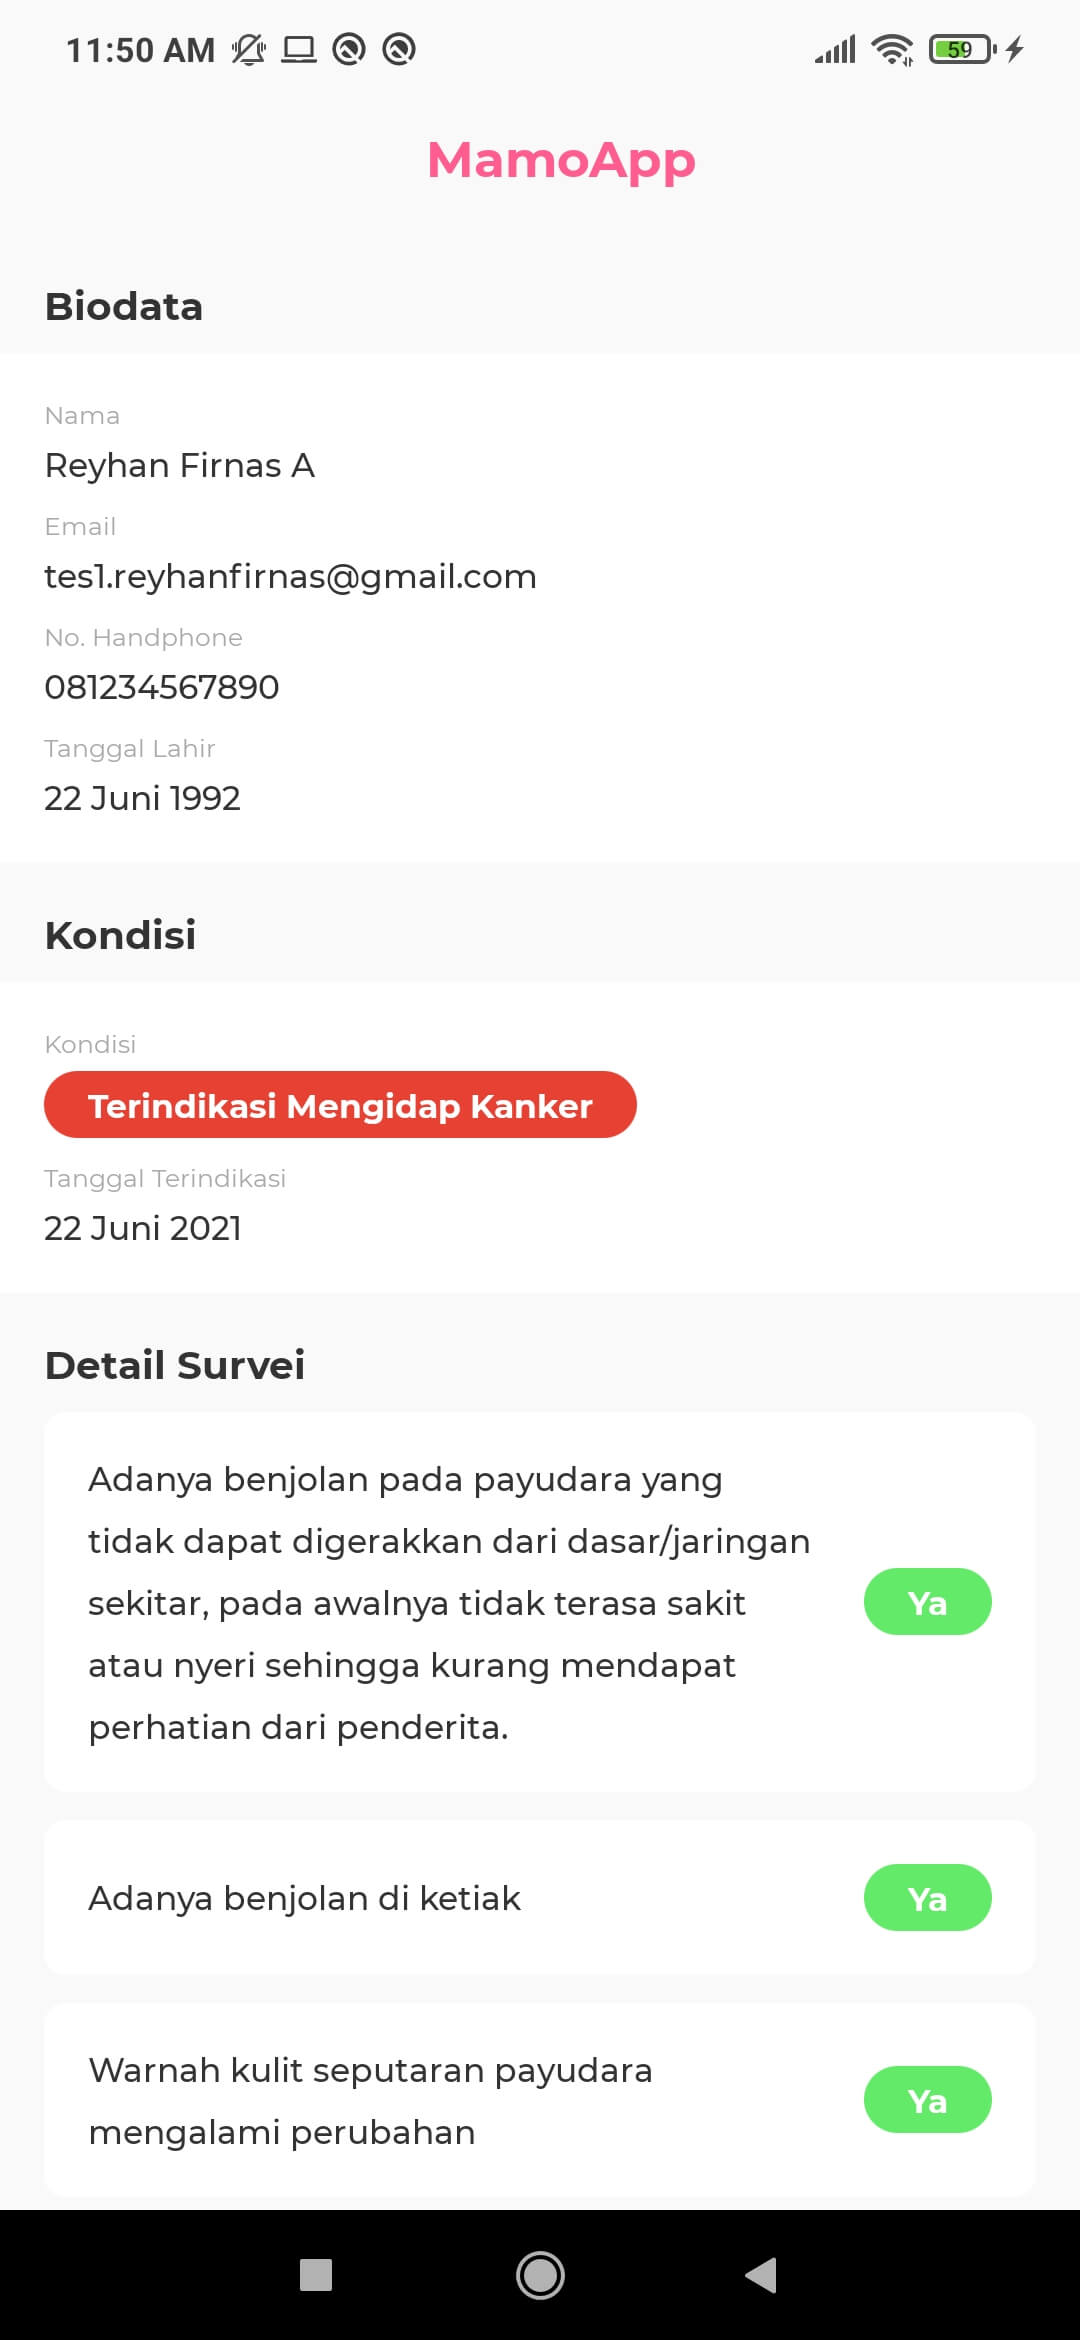 11:50 AM
59
MamoApp
Biodata
Nama
Reyhan Firnas A
Email
tes1.reyhanfirnas@gmail.com
No. Handphone
081234567890
Tanggal Lahir
22 Juni 1992
Kondisi
Kondisi
Terindikasi Mengidap Kanker
Tanggal Terindikasi
22 Juni 2021
Detail Survei
Adanya benjolan pada payudara yang
tidak dapat digerakkan dari dasar/jaringan
sekitar, pada awalnya tidak terasa sakit
atau nyeri sehingga kurang mendapat
perhatian dari penderita.
Ya
Adanya benjolan di ketiak
Ya
Warnah kulit seputaran payudara
mengalami perubahan
Ya